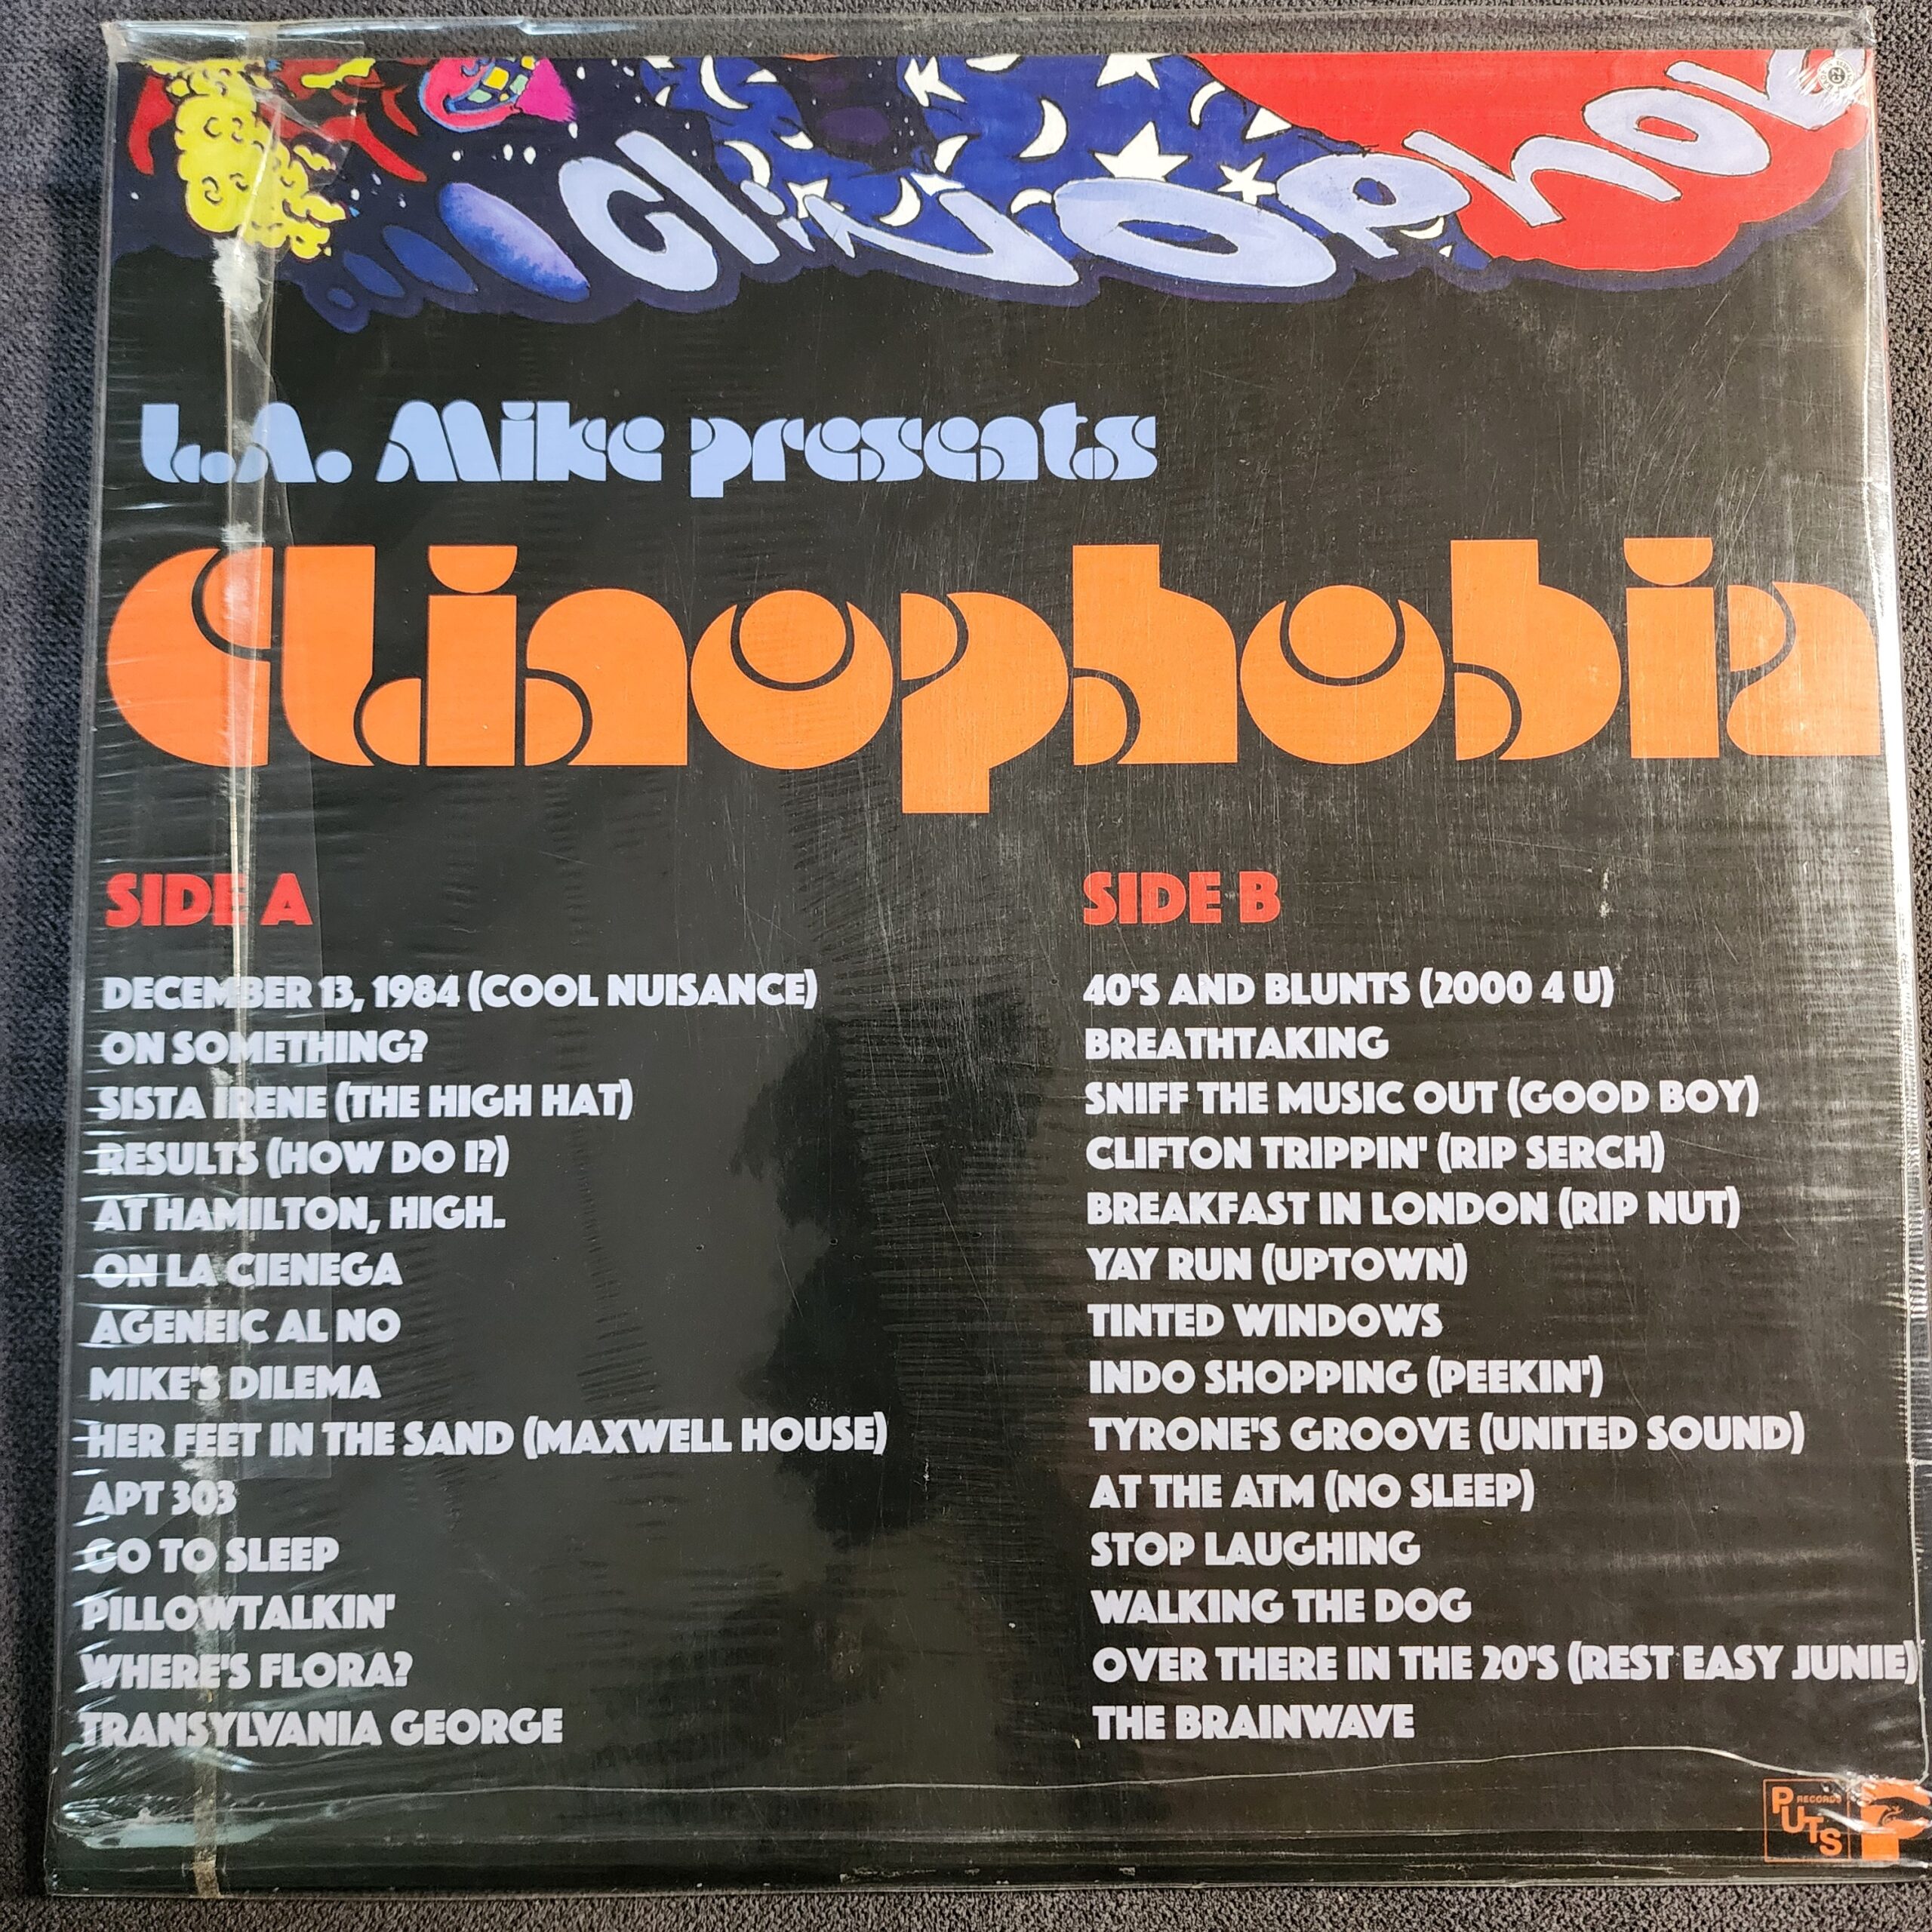 Clinophob
L.A. Mike presents
Clinophobia
SIDE A
DECEMBER 13, 1984 (COOL NUISANCE)
ON SOMETHING?
SISTA IRENE (THE HIGH HAT)
RESULTS (HOW DO I?)
AT HAMILTON, HIGH.
ON LA CIENEGA
AGENEIC AL NO
MIKE'S DILEMA
HER FEET IN THE SAND (MAXWELL HOUSE)
APT 303
GO TO SLEEP
PILLOWTALKIN'
WHERE'S FLORA?
TRANSYLVANIA GEORGE
SIDE B
40'S AND BLUNTS (2000 4 U)
BREATHTAKING
SNIFF THE MUSIC OUT (GOOD BOY)
CLIFTON TRIPPIN' (RIP SERCH)
BREAKFAST IN LONDON (RIP NUT)
YAY RUN (UPTOWN)
TINTED WINDOWS
INDO SHOPPING (PEEKIN')
TYRONE'S GROOVE (UNITED SOUND)
AT THE ATM (NO SLEEP)
STOP LAUGHING
WALKING THE DOG
OVER THERE IN THE 20'S (REST EASY JUNIE)
THE BRAINWAVE
PUTS RECORDS